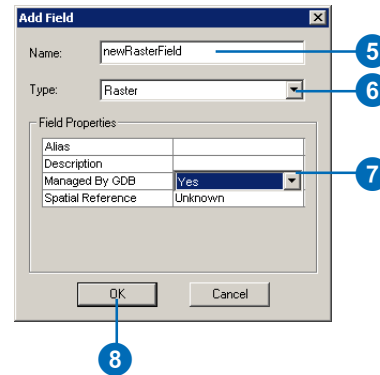 Add Field
Name: newRasterField 5
Type: Raster 6
Field Properties
Alias
Description
Managed By GDB Yes 7
Spatial Reference Unknown
OK Cancel
8